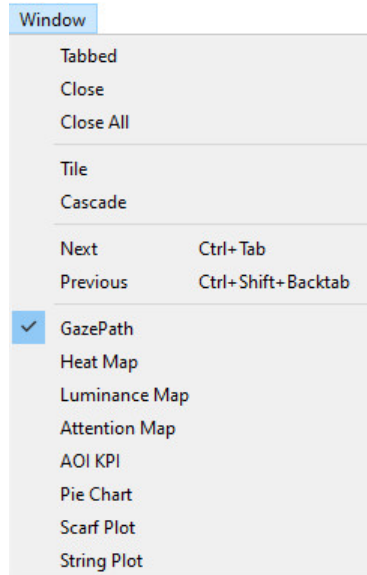 Window
Tabbed
Close
Close All
Tile
Cascade
Next Ctrl+Tab
Previous Ctrl+Shift+Backtab
GazePath
Heat Map
Luminance Map
Attention Map
AOI KPI
Pie Chart
Scarf Plot
String Plot